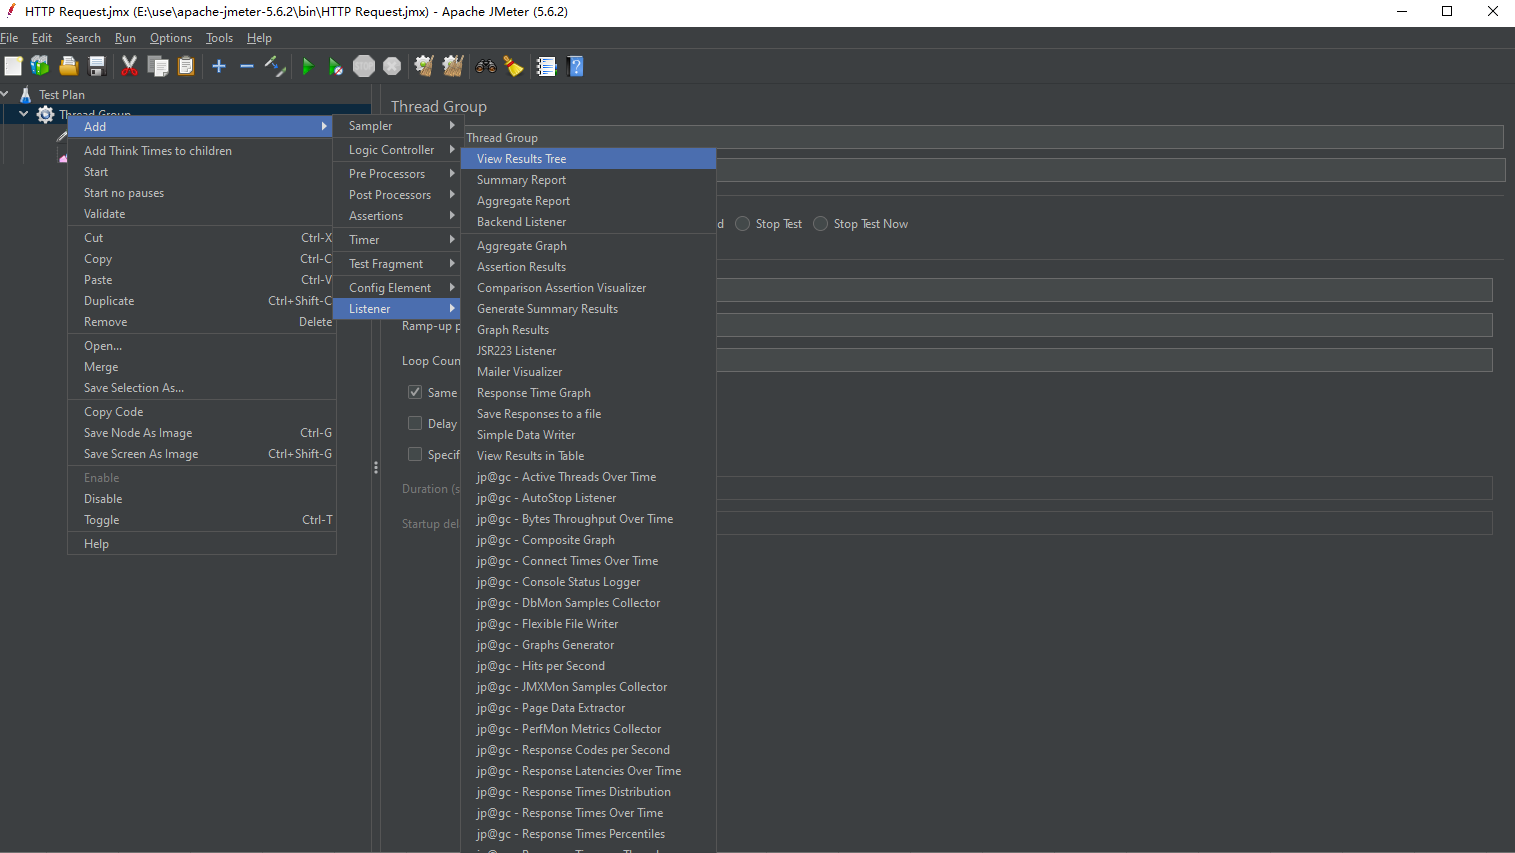 HTTP Request.jmx (E:\use\apache-jmeter-5.6.2\bin\HTTP Request.jmx) - Apache JMeter (5.6.2)
File Edit Search Run Options Tools Help
Test Plan
Thread Group
Add
Add Think Times to children
Start
Start no pauses
Validate
Cut Ctrl-X
Copy Ctrl-C
Paste Ctrl-V
Duplicate Ctrl+Shift-C
Remove Delete
Open...
Merge
Save Selection As...
Copy Code
Save Node As Image Ctrl-G
Save Screen As Image Ctrl+Shift-G
Enable
Disable
Toggle Ctrl-T
Help
Sampler
Logic Controller
Pre Processors
Post Processors
Assertions
Timer
Test Fragment
Config Element
Listener
View Results Tree
Summary Report
Aggregate Report
Backend Listener
Aggregate Graph
Assertion Results
Comparison Assertion Visualizer
Generate Summary Results
Graph Results
JSR223 Listener
Mailer Visualizer
Response Time Graph
Save Responses to a file
Simple Data Writer
View Results in Table
jp@gc - Active Threads Over Time
jp@gc - AutoStop Listener
jp@gc - Bytes Throughput Over Time
jp@gc - Composite Graph
jp@gc - Connect Times Over Time
jp@gc - Console Status Logger
jp@gc - DbMon Samples Collector
jp@gc - Flexible File Writer
jp@gc - Graphs Generator
jp@gc - Hits per Second
jp@gc - JMXMon Samples Collector
jp@gc - Page Data Extractor
jp@gc - PerfMon Metrics Collector
jp@gc - Response Codes per Second
jp@gc - Response Latencies Over Time
jp@gc - Response Times Distribution
jp@gc - Response Times Over Time
jp@gc - Response Times Percentiles
Thread Group
Thread Group
d Stop Test Stop Test Now
Ramp-up p
Loop Coun
Same
Delay
Specif
Duration (s
Startup del